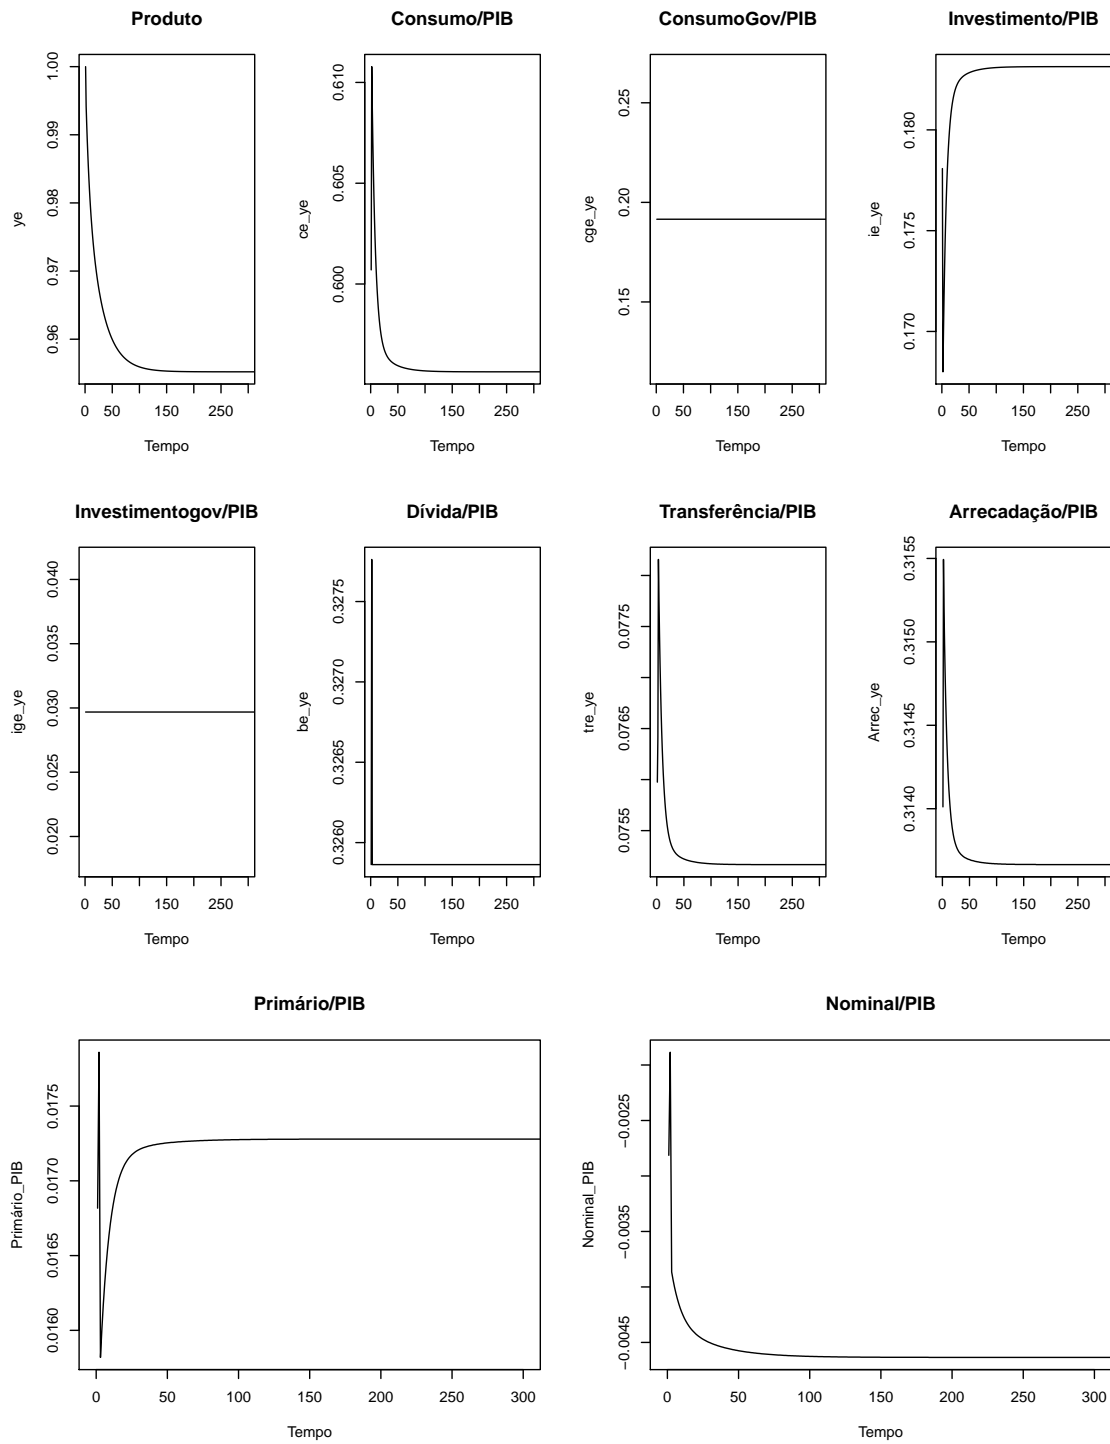 Produto
ye
1.00
0.99
0.98
0.97
0.96
0 50 150 250
Tempo
Consumo/PIB
ce_ye
0.610
0.605
0.600
0 50 150 250
Tempo
ConsumoGov/PIB
cge_ye
0.25
0.20
0.15
0 50 150 250
Tempo
Investimento/PIB
ie_ye
0.180
0.175
0.170
0 50 150 250
Tempo
Investimentogov/PIB
ige_ye
0.040
0.035
0.030
0.025
0.020
0 50 150 250
Tempo
Dívida/PIB
be_ye
0.3275
0.3270
0.3265
0.3260
0 50 150 250
Tempo
Transferência/PIB
tre_ye
0.0775
0.0765
0.0755
0 50 150 250
Tempo
Arrecadação/PIB
Arrec_ye
0.3155
0.3150
0.3145
0.3140
0 50 150 250
Tempo
Primário/PIB
Primário_PIB
0.0175
0.0170
0.0165
0.0160
0 50 100 150 200 250 300
Tempo
Nominal/PIB
Nominal_PIB
−0.0025
−0.0035
−0.0045
0 50 100 150 200 250 300
Tempo